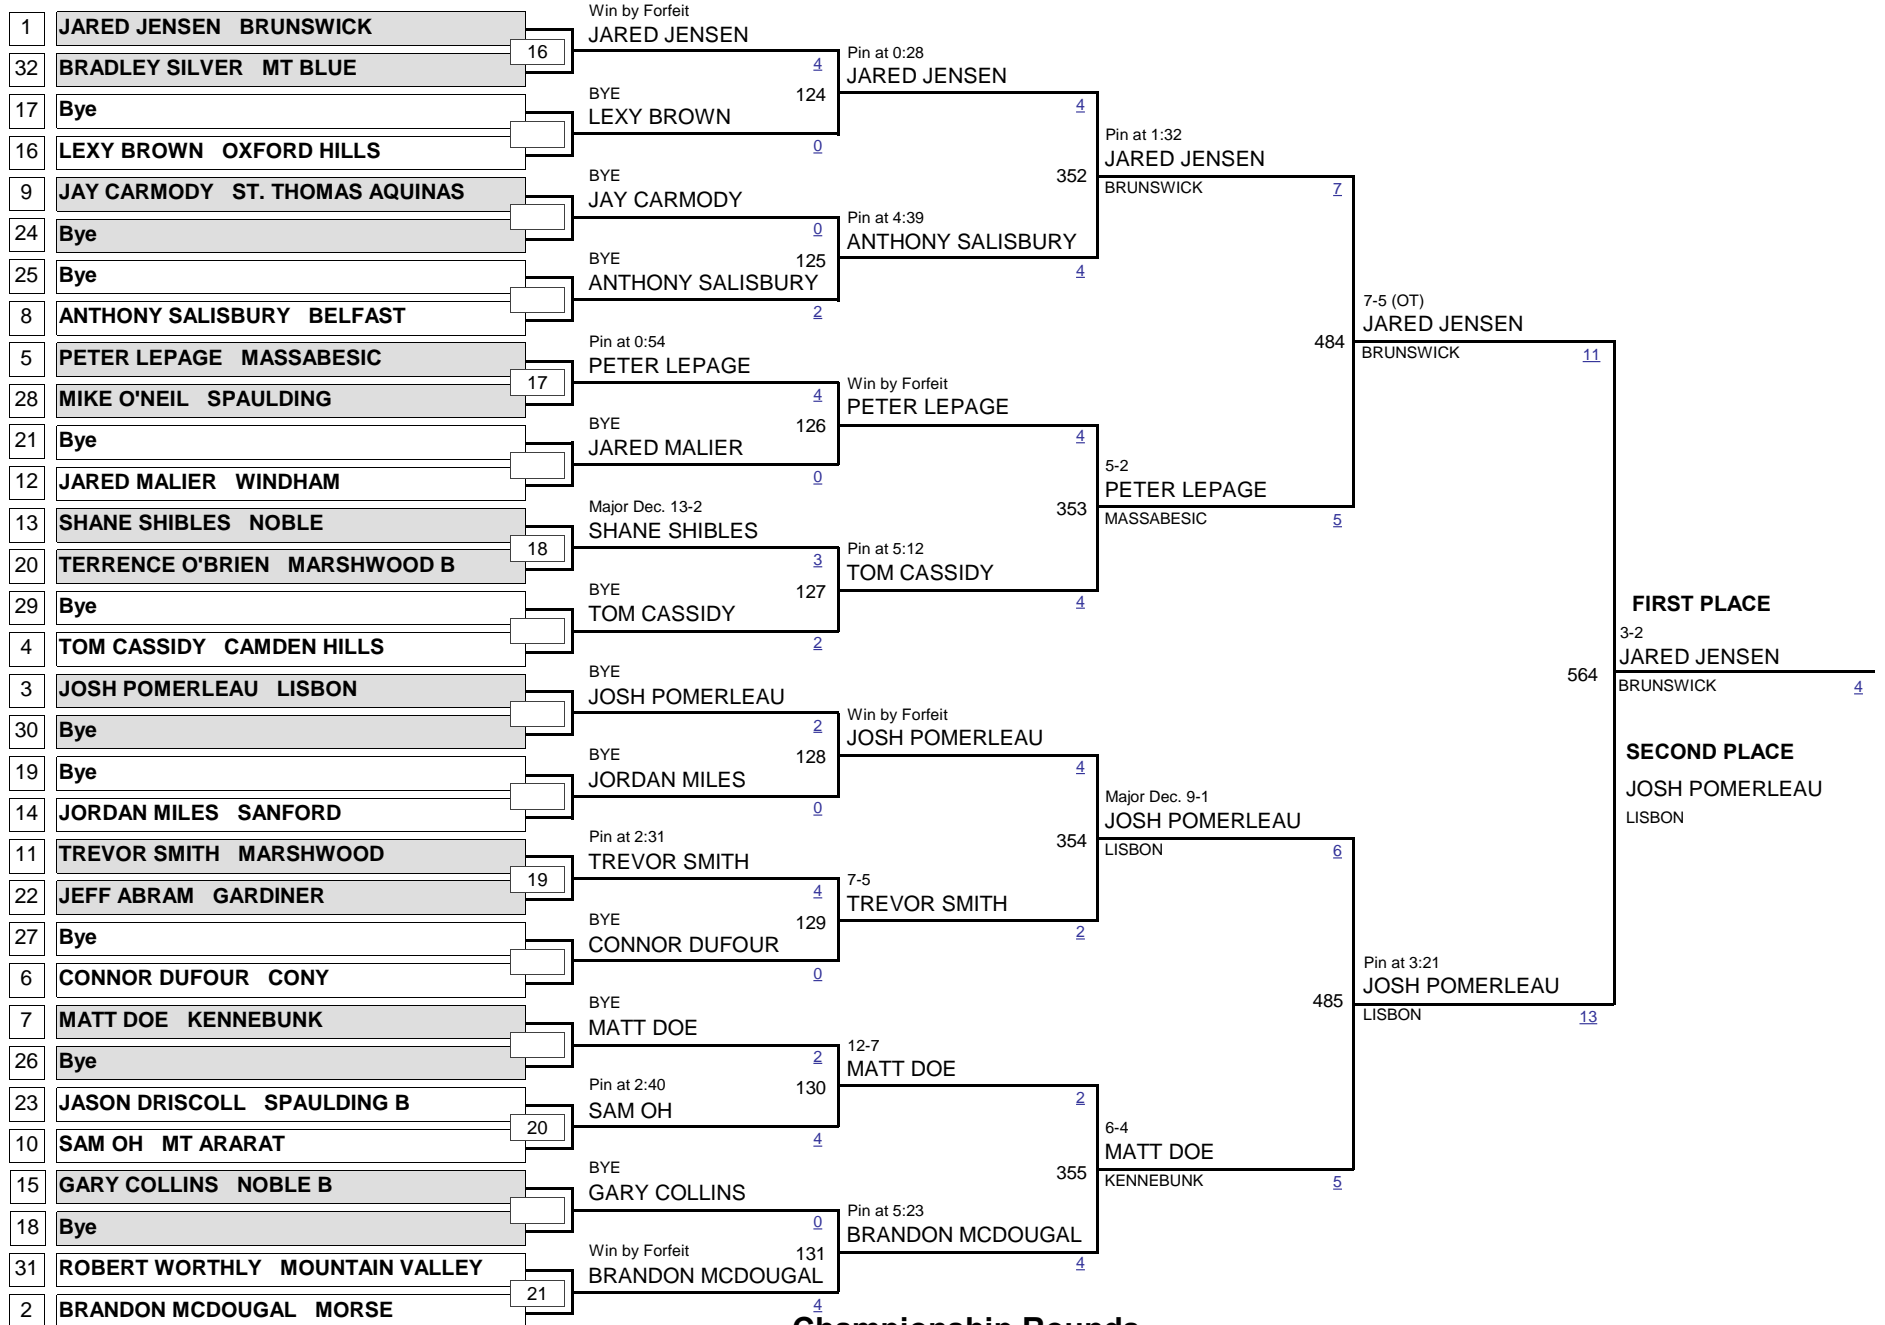 1 JARED JENSEN BRUNSWICK
32 BRADLEY SILVER MT BLUE
17 Bye
16 LEXY BROWN OXFORD HILLS
9 JAY CARMODY ST. THOMAS AQUINAS
24 Bye
25 Bye
8 ANTHONY SALISBURY BELFAST
5 PETER LEPAGE MASSABESIC
28 MIKE O'NEIL SPAULDING
21 Bye
12 JARED MALIER WINDHAM
13 SHANE SHIBLES NOBLE
20 TERRENCE O'BRIEN MARSHWOOD B
29 Bye
4 TOM CASSIDY CAMDEN HILLS
3 JOSH POMERLEAU LISBON
30 Bye
19 Bye
14 JORDAN MILES SANFORD
11 TREVOR SMITH MARSHWOOD
22 JEFF ABRAM GARDINER
27 Bye
6 CONNOR DUFOUR CONY
7 MATT DOE KENNEBUNK
26 Bye
23 JASON DRISCOLL SPAULDING B
10 SAM OH MT ARARAT
15 GARY COLLINS NOBLE B
18 Bye
31 ROBERT WORTHLY MOUNTAIN VALLEY
2 BRANDON MCDOUGAL MORSE
16
17
18
19
20
21
Win by Forfeit
JARED JENSEN
4
BYE
124
LEXY BROWN
0
BYE
JAY CARMODY
0
BYE
125
ANTHONY SALISBURY
2
Pin at 0:54
PETER LEPAGE
4
BYE
126
JARED MALIER
0
Major Dec. 13-2
SHANE SHIBLES
3
BYE
127
TOM CASSIDY
2
BYE
JOSH POMERLEAU
2
BYE
128
JORDAN MILES
0
Pin at 2:31
TREVOR SMITH
4
BYE
129
CONNOR DUFOUR
0
BYE
MATT DOE
2
Pin at 2:40
130
SAM OH
4
BYE
GARY COLLINS
0
Win by Forfeit
131
BRANDON MCDOUGAL
4
Pin at 0:28
JARED JENSEN
4
352
Pin at 4:39
ANTHONY SALISBURY
4
Win by Forfeit
PETER LEPAGE
4
353
Pin at 5:12
TOM CASSIDY
4
Win by Forfeit
JOSH POMERLEAU
4
354
7-5
TREVOR SMITH
2
12-7
MATT DOE
2
355
Pin at 5:23
BRANDON MCDOUGAL
4
Pin at 1:32
JARED JENSEN
BRUNSWICK
7
484
5-2
PETER LEPAGE
MASSABESIC
5
Major Dec. 9-1
JOSH POMERLEAU
LISBON
6
485
6-4
MATT DOE
KENNEBUNK
5
7-5 (OT)
JARED JENSEN
BRUNSWICK
11
564
Pin at 3:21
JOSH POMERLEAU
LISBON
13
FIRST PLACE
3-2
JARED JENSEN
BRUNSWICK
4
SECOND PLACE
JOSH POMERLEAU
LISBON
Championship Rounds